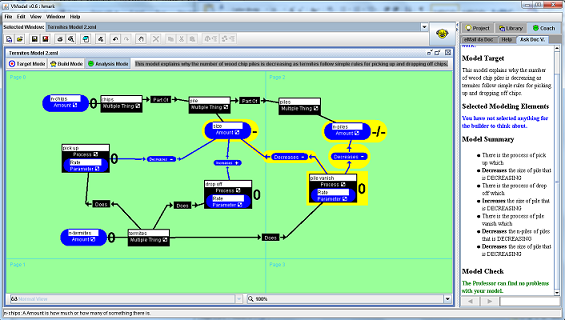 VModel v0.6 : hmark
File Edit Window Help
Selected Window: Termites Model 2.xml
Termites Model 2.xml
Target Mode Build Mode Analysis Mode This model explains why the number of wood chip piles is decreasing as termites follow simple rules for picking up and dropping off chips.
Page 0 Page 2
n-chips
Amount
chips
Multiple Thing
Part Of
pile
Multiple Thing
Part Of
piles
Multiple Thing
size
Amount
n-piles
Amount
pick up
Process
Rate
Parameter
Decreases
Decreases
Decreases
drop off
Process
Rate
Parameter
pile vanish
Process
Rate
Parameter
Does
Does
n-termites
Amount
termites
Multiple Thing
Does
Page 1 Page 3
Normal View
100%
Project Library Coach
eMail da Doc Ask Doc V.
Model Target
This model explains why the number
of wood chip piles is decreasing as
termites follow simple rules for
picking up and dropping off chips.
Selected Modeling Elements
You have not selected anything for
the builder to think about.
Model Summary
There is the process of pick
up which
Decreases the size of pile that
is DECREASING
There is the process of drop
off which
Increases the size of pile that
is DECREASING
There is the process of pile
vanish which
Decreases the n-piles of piles
that is DECREASING
Decreases the size of pile that
is DECREASING
Model Check
The Professor can find no problems
with your model.
n-chips: A Amount is how much or how many of something there is.